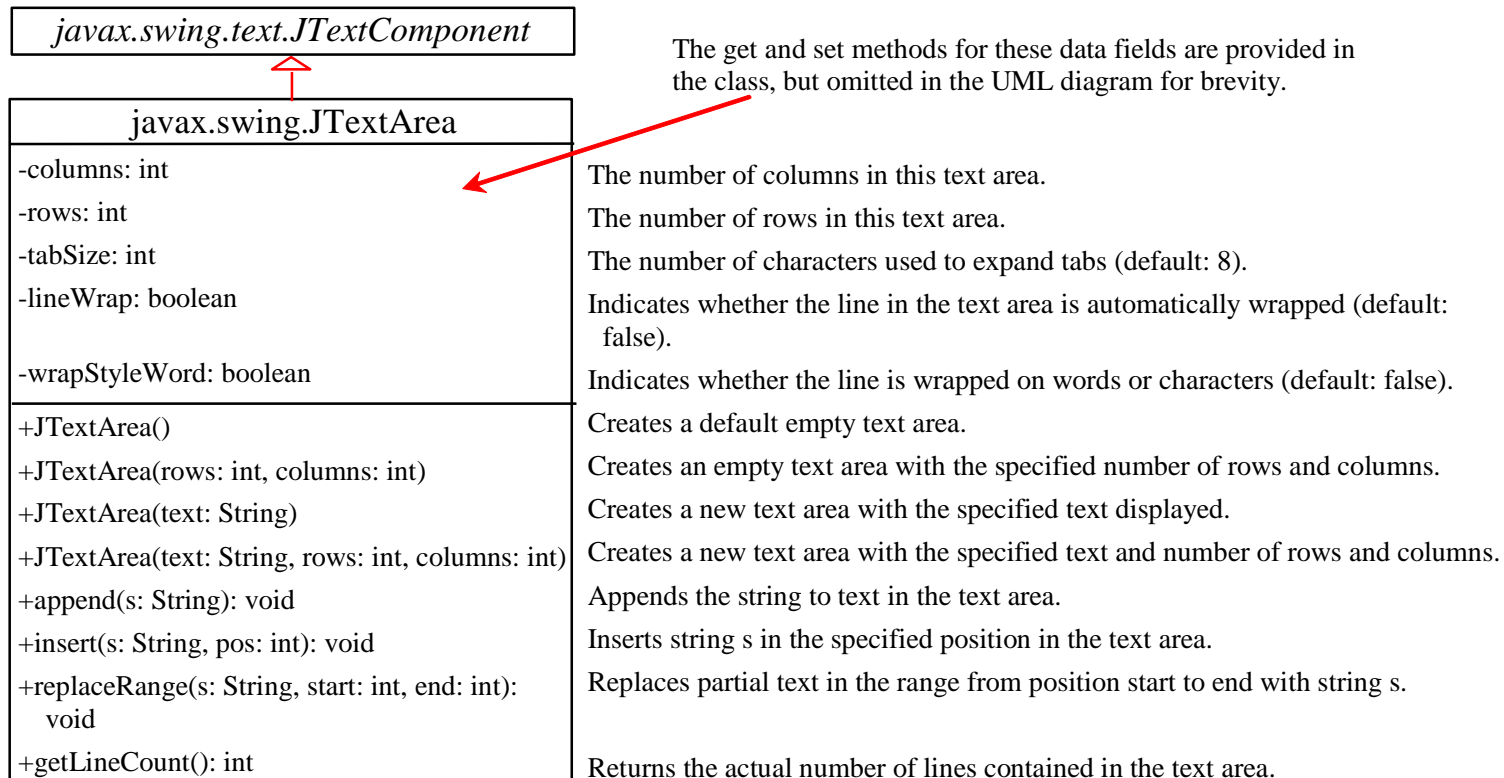 javax.swing.text.JTextComponent
The get and set methods for these data fields are provided in
the class, but omitted in the UML diagram for brevity.
javax.swing.JTextArea
-columns: int
The number of columns in this text area.
-rows: int
The number of rows in this text area.
-tabSize: int
The number of characters used to expand tabs (default: 8).
-lineWrap: boolean
Indicates whether the line in the text area is automatically wrapped (default:
false).
-wrapStyleWord: boolean
Indicates whether the line is wrapped on words or characters (default: false).
+JTextArea()
Creates a default empty text area.
+JTextArea(rows: int, columns: int)
Creates an empty text area with the specified number of rows and columns.
+JTextArea(text: String)
Creates a new text area with the specified text displayed.
+JTextArea(text: String, rows: int, columns: int)
Creates a new text area with the specified text and number of rows and columns.
+append(s: String): void
Appends the string to text in the text area.
+insert(s: String, pos: int): void
Inserts string s in the specified position in the text area.
+replaceRange(s: String, start: int, end: int):
void
Replaces partial text in the range from position start to end with string s.
+getLineCount(): int
Returns the actual number of lines contained in the text area.